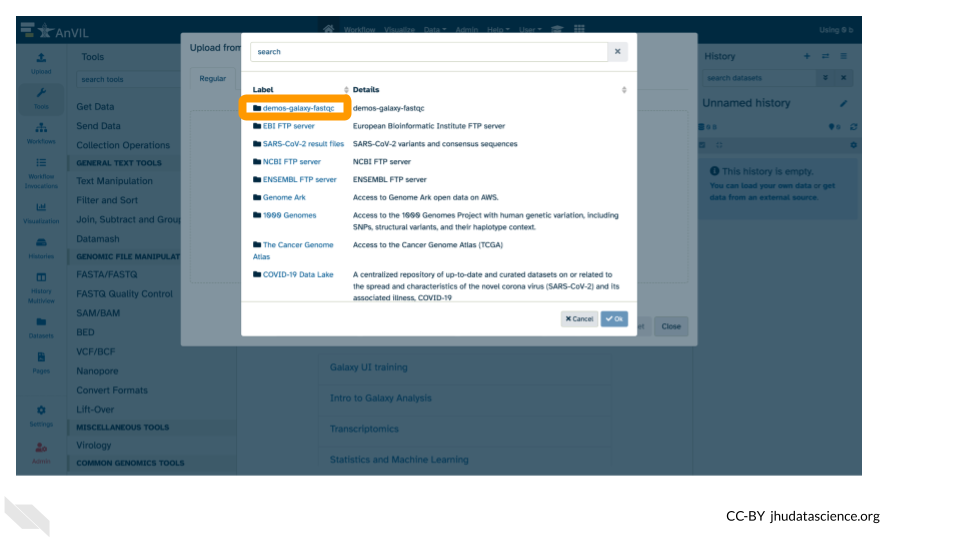 AnVIL
Workflow Visualize Data Admin Help User
Using 0 b
Upload
Tools
Workflows
Workflow
Invocations
Visualization
Histories
History
Multiview
Datasets
Pages
Settings
Admin
Tools
search tools
Get Data
Send Data
Collection Operations
GENERAL TEXT TOOLS
Text Manipulation
Filter and Sort
Join, Subtract and Group
Datamash
GENOMIC FILE MANIPULAT
FASTA/FASTQ
FASTQ Quality Control
SAM/BAM
BED
VCF/BCF
Nanopore
Convert Formats
Lift-Over
MISCELLANEOUS TOOLS
Virology
COMMON GENOMICS TOOLS
Upload from
Regular
search
Label Details
demos-galaxy-fastqc demos-galaxy-fastqc
EBI FTP server European Bioinformatic Institute FTP server
SARS-CoV-2 result files SARS-CoV-2 variants and consensus sequences
NCBI FTP server NCBI FTP server
ENSEMBL FTP server ENSEMBL FTP server
Genome Ark Access to Genome Ark open data on AWS.
1000 Genomes Access to the 1000 Genomes Project with human genetic variation, including
SNPs, structural variants, and their haplotype context.
The Cancer Genome Access to the Cancer Genome Atlas (TCGA)
Atlas
COVID-19 Data Lake A centralized repository of up-to-date and curated datasets on or related to
the spread and characteristics of the novel corona virus (SARS-CoV-2) and its
associated illness, COVID-19
Cancel Ok
Close
Galaxy UI training
Intro to Galaxy Analysis
Transcriptomics
Statistics and Machine Learning
History
search datasets
Unnamed history
0 B 0
This history is empty.
You can load your own data or get
data from an external source.
CC-BY jhudatascience.org